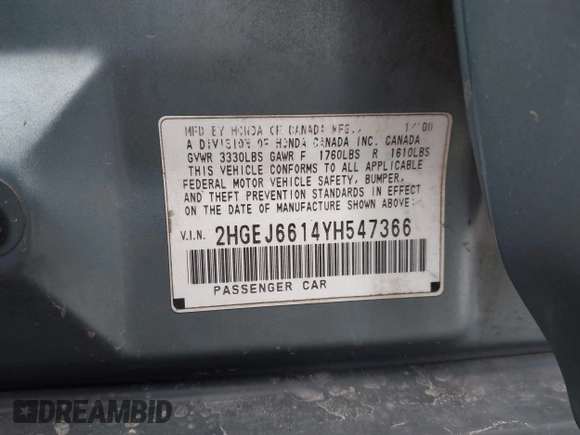 MFD BY HONDA OF CANADA MFG., 1/00
A DIVISION OF HONDA CANADA INC. CANADA
GVWR 3330LBS GAWR F 1760LBS R 1610LBS
THIS VEHICLE CONFORMS TO ALL APPLICABLE
FEDERAL MOTOR VEHICLE SAFETY, BUMPER,
AND THEFT PREVENTION STANDARDS IN EFFECT
ON THE DATE OF MANUFACTURE SHOWN ABOVE.
V.I.N. 2HGEJ6614YH547366
PASSENGER CAR
DREAMBID